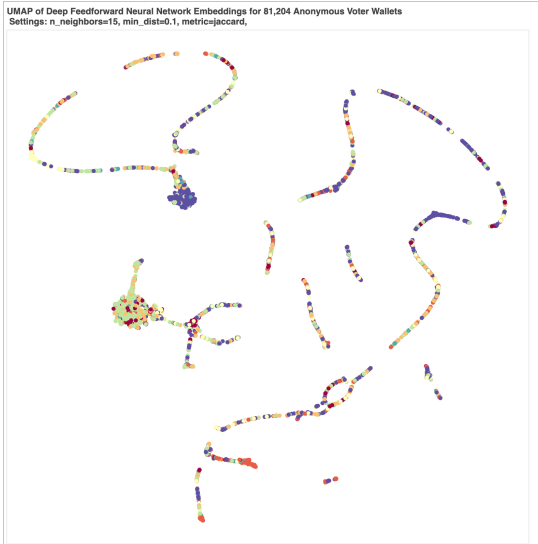 UMAP of Deep Feedforward Neural Network Embeddings for 81,204 Anonymous Voter Wallets
Settings: n_neighbors=15, min_dist=0.1, metric=jaccard,